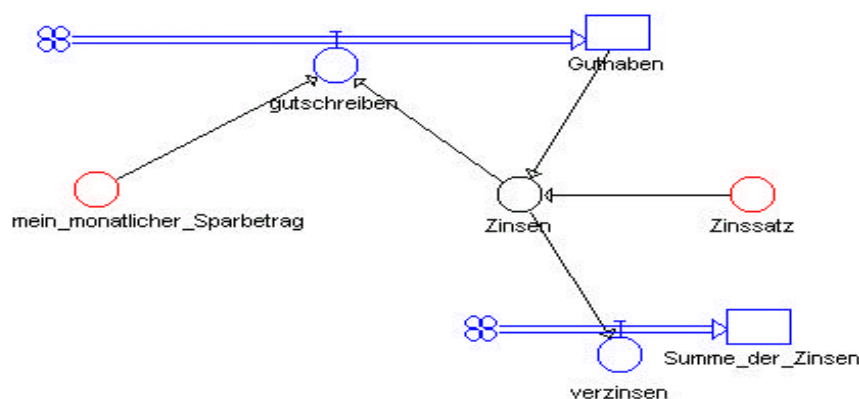 Guthaben
gutschreiben
mein_monatlicher_Sparbetrag
Zinsen
Zinssatz
Summe_der_Zinsen
verzinsen